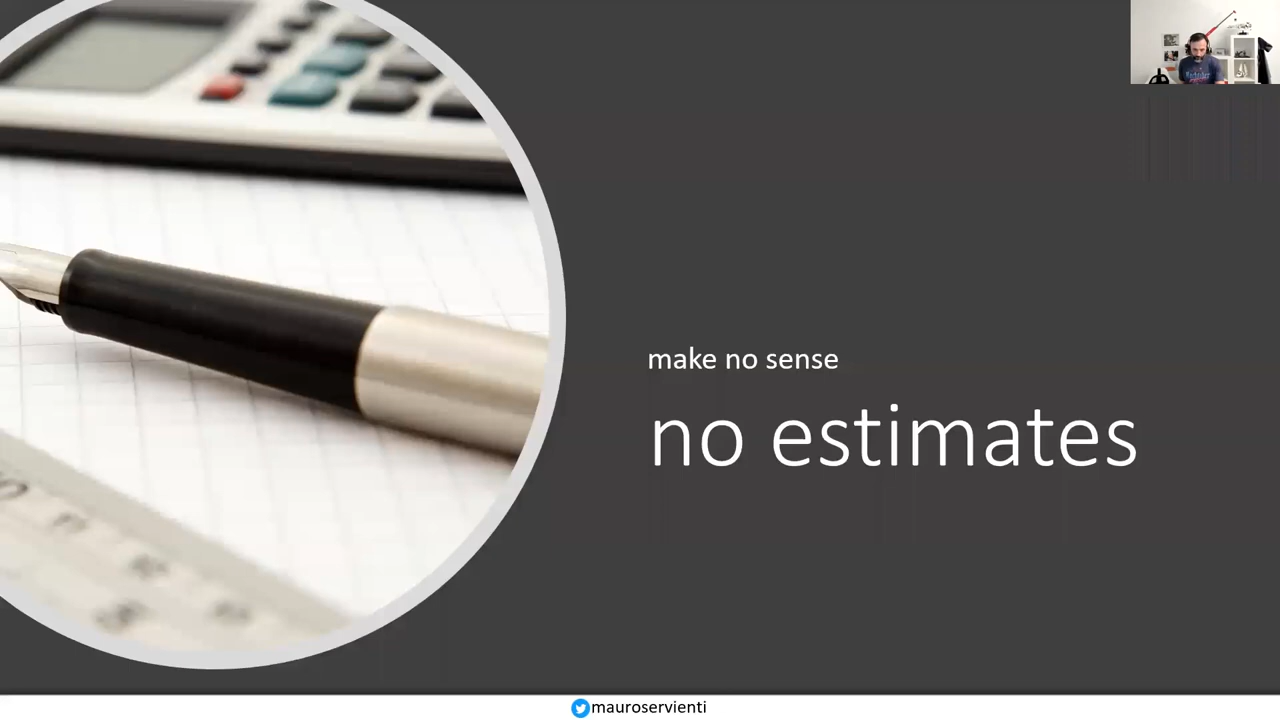 make no sense
no estimates
mauroservienti